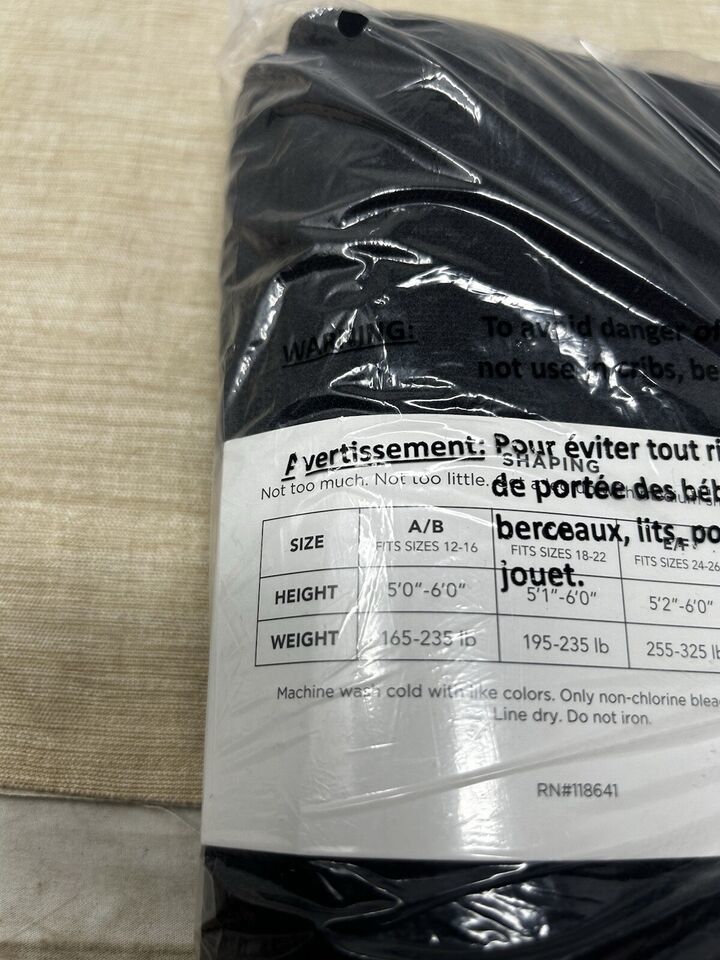 WARNING: To avoid danger of
not use in cribs, be
Avertissement: Pour éviter tout ri
SHAPING
Not too much. Not too little.
de portée des béb
berceaux, lits, po
jouet.
SIZE A/B E/F
FITS SIZES 12-16 FITS SIZES 18-22 FITS SIZES 24-26
HEIGHT 5'0"-6'0" 5'1"-6'0" 5'2"-6'0"
WEIGHT 165-235 lb 195-235 lb 255-325 lb
Machine wash cold with like colors. Only non-chlorine blea
Line dry. Do not iron.
RN#118641